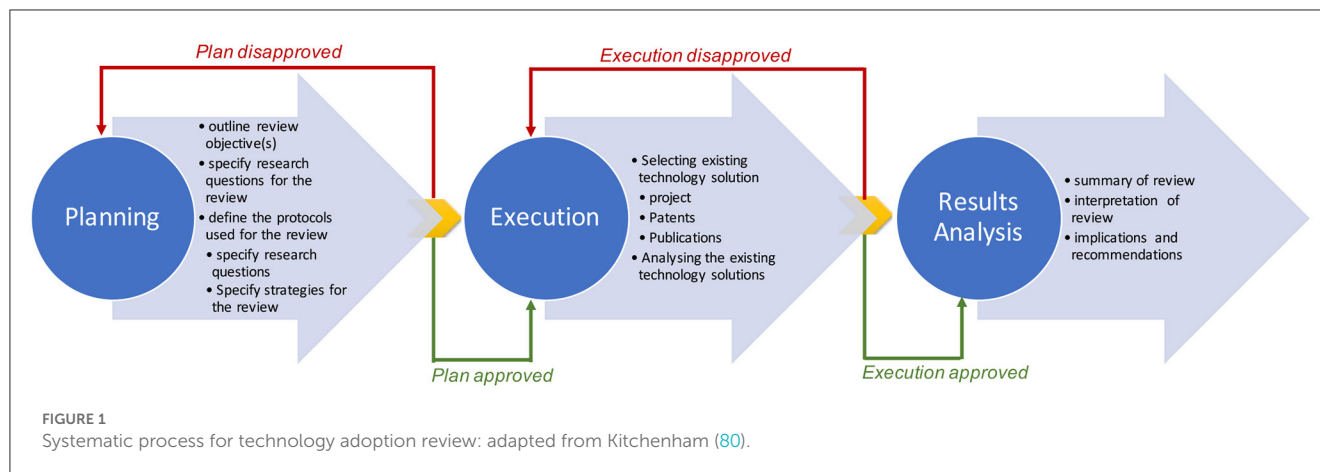 Plan disapproved
Execution disapproved
Planning
• outline review
objective(s)
• specify research
questions for the
review
• define the protocols
used for the review
• specify research
questions
• Specify strategies for
the review
Execution
• Selecting existing
technology solution
• project
• Patents
• Publications
• Analysing the existing
technology solutions
Results
Analysis
• summary of review
• interpretation of
review
• implications and
recommendations
Plan approved
Execution approved
FIGURE 1
Systematic process for technology adoption review: adapted from Kitchenham (80).